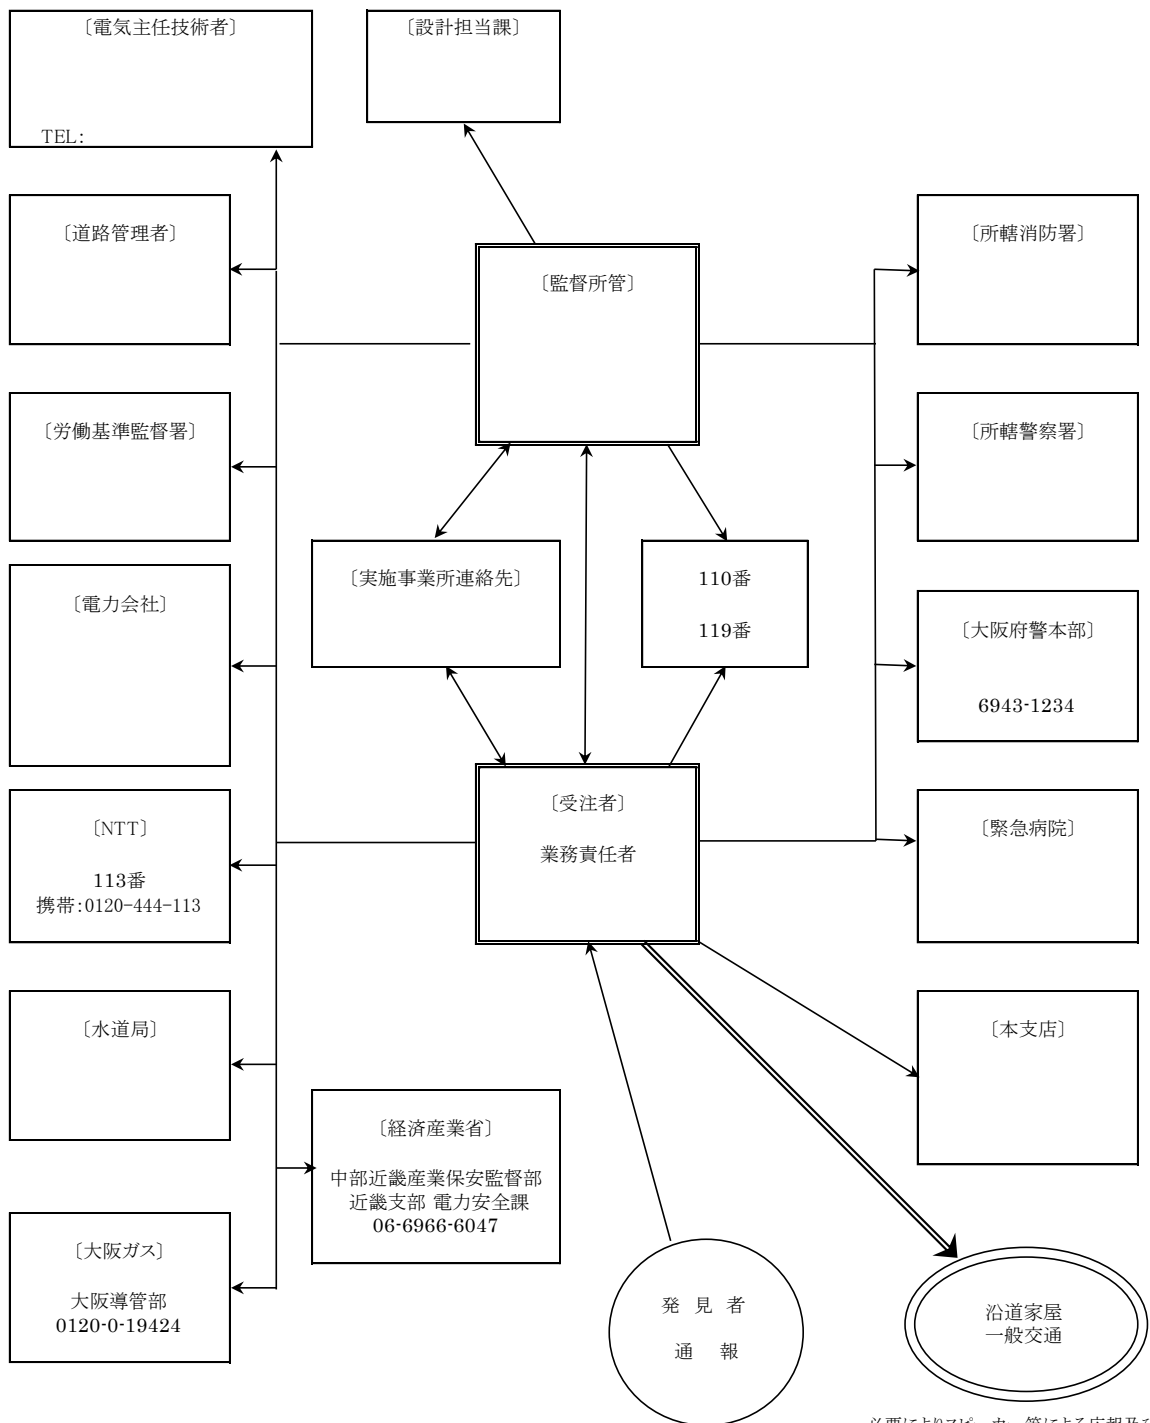 〔電気主任技術者〕
TEL:
〔設計担当課〕
〔道路管理者〕
〔監督所管〕
〔所轄消防署〕
〔労働基準監督署〕
〔所轄警察署〕
〔電力会社〕
〔実施事業所連絡先〕
110番
119番
〔大阪府警本部〕
6943-1234
〔NTT〕
113番
携帯:0120-444-113
〔受注者〕
業務責任者
〔緊急病院〕
〔水道局〕
〔本支店〕
〔経済産業省〕
中部近畿産業保安監督部
近畿支部 電力安全課
06-6966-6047
〔大阪ガス〕
大阪導管部
0120-0-19424
発 見 者
通 報
沿道家屋
一般交通